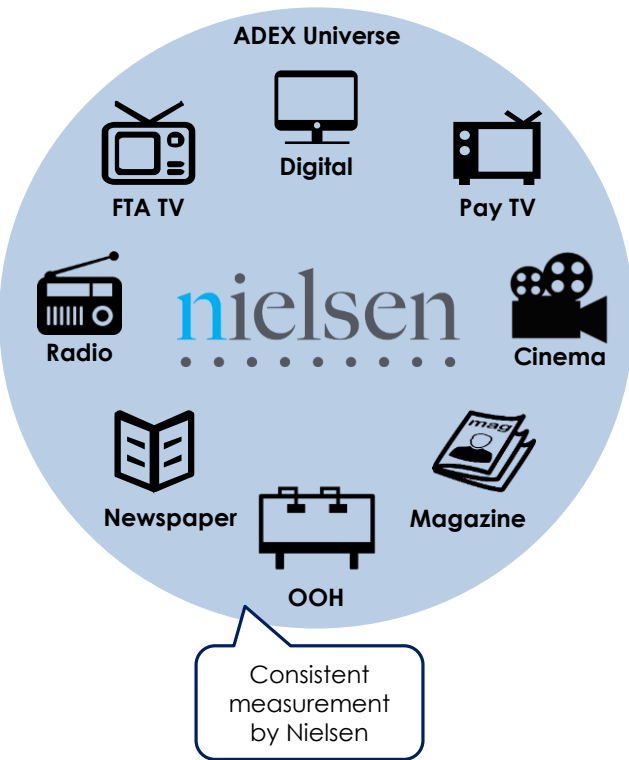 ADEX Universe
Digital
FTA TV
Pay TV
nielsen
Radio
Cinema
mag
Newspaper
Magazine
OOH
Consistent
measurement
by Nielsen